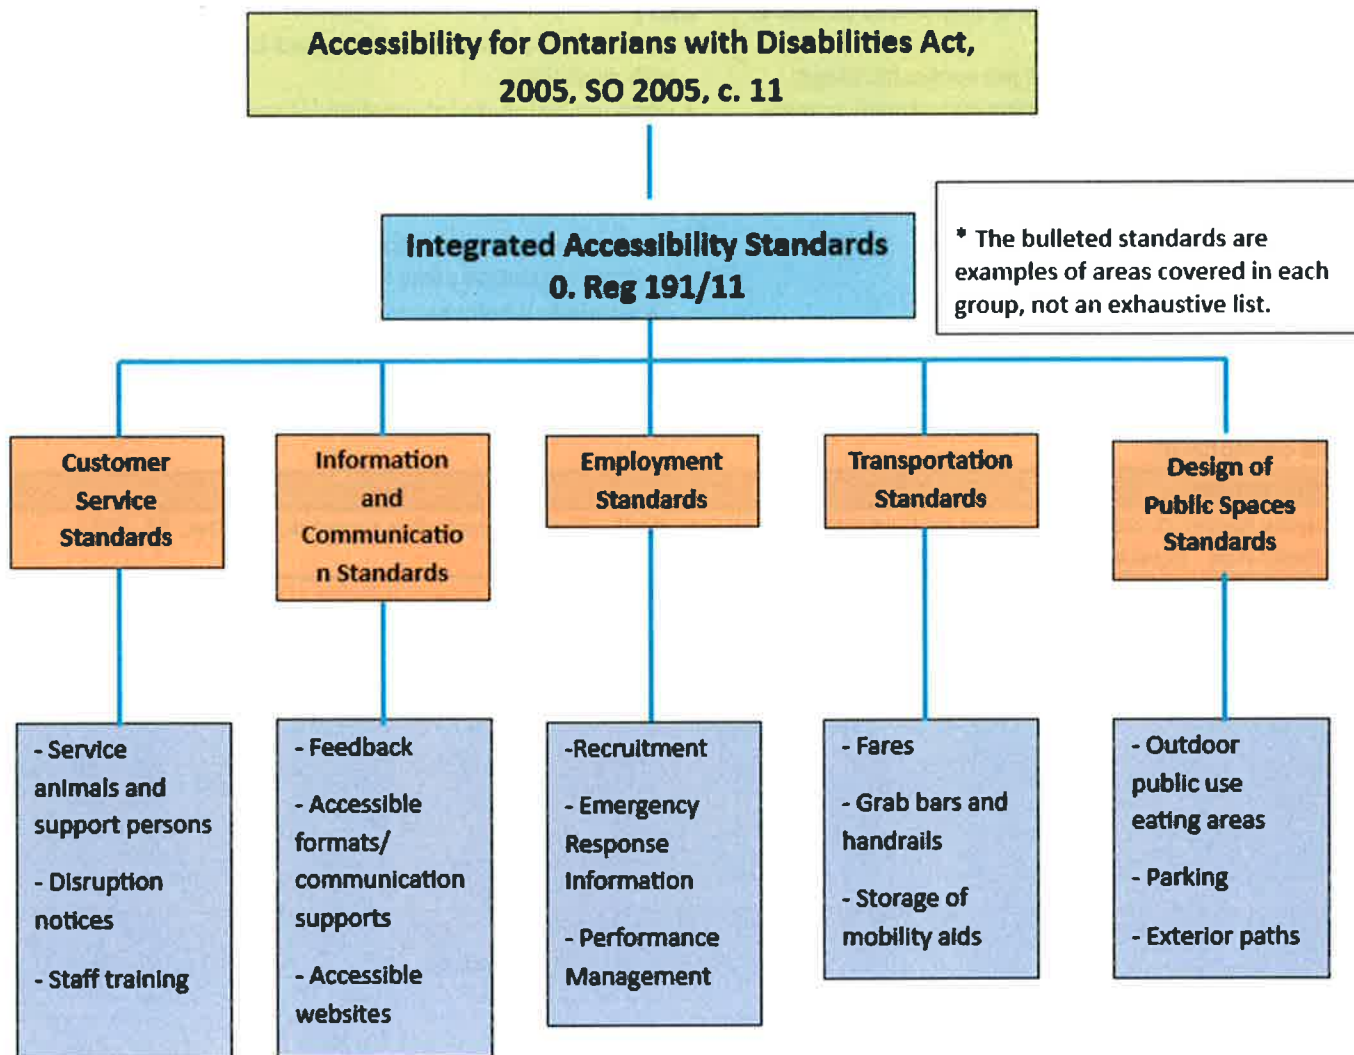 Accessibility for Ontarians with Disabilities Act,
2005, SO 2005, c. 11
Integrated Accessibility Standards
0. Reg 191/11
* The bulleted standards are
examples of areas covered in each
group, not an exhaustive list.
Customer
Service
Standards
Information
and
Communicatio
n Standards
Employment
Standards
Transportation
Standards
Design of
Public Spaces
Standards
- Service
animals and
support persons
- Disruption
notices
- Staff training
- Feedback
- Accessible
formats/
communication
supports
- Accessible
websites
-Recruitment
- Emergency
Response
Information
- Performance
Management
- Fares
- Grab bars and
handrails
- Storage of
mobility aids
- Outdoor
public use
eating areas
- Parking
- Exterior paths